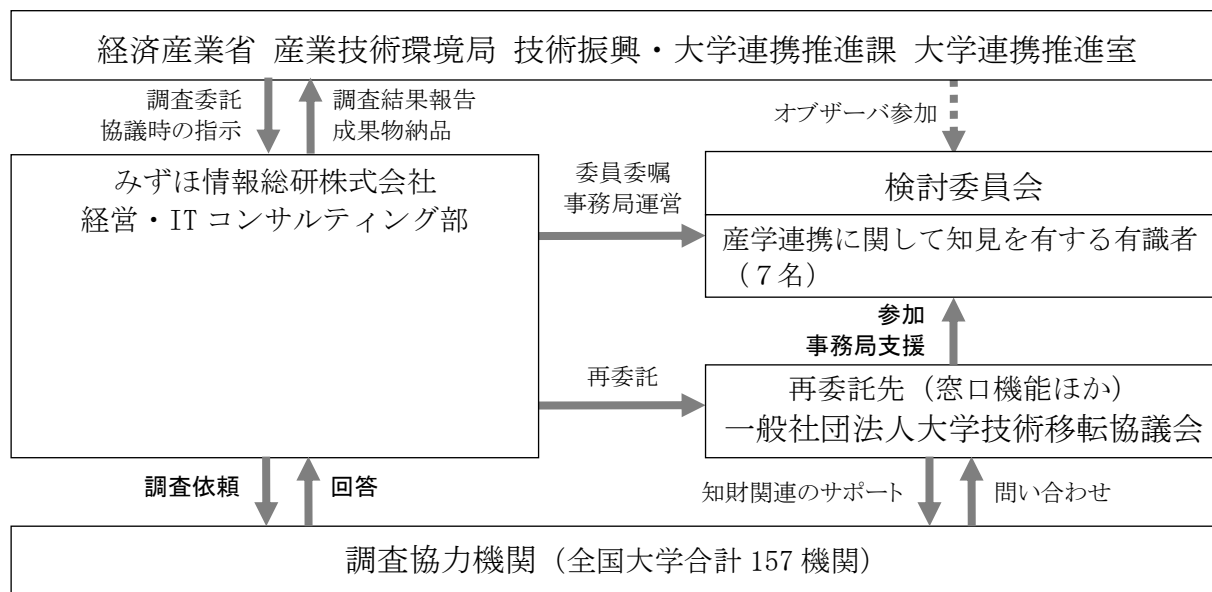 経済産業省 産業技術環境局 技術振興・大学連携推進課 大学連携推進室
調査委託
協議時の指示
調査結果報告
成果物納品
オブザーバ参加
みずほ情報総研株式会社
経営・IT コンサルティング部
委員委嘱
事務局運営
検討委員会
産学連携に関して知見を有する有識者
（７名）
参加
事務局支援
再委託
再委託先（窓口機能ほか）
一般社団法人大学技術移転協議会
調査依頼
回答
知財関連のサポート
問い合わせ
調査協力機関（全国大学合計 157 機関）